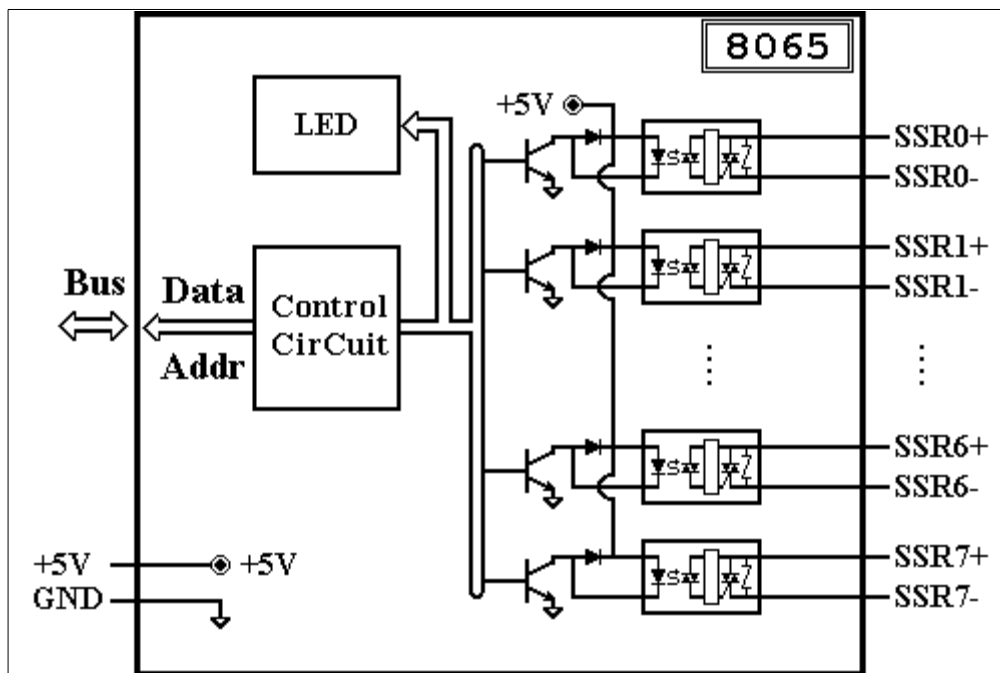 8065
LED
+5V
SSR0+
SSR0-
SSR1+
SSR1-
Bus
Data
Addr
Control
CirCuit
SSR6+
SSR6-
SSR7+
SSR7-
+5V
+5V
GND